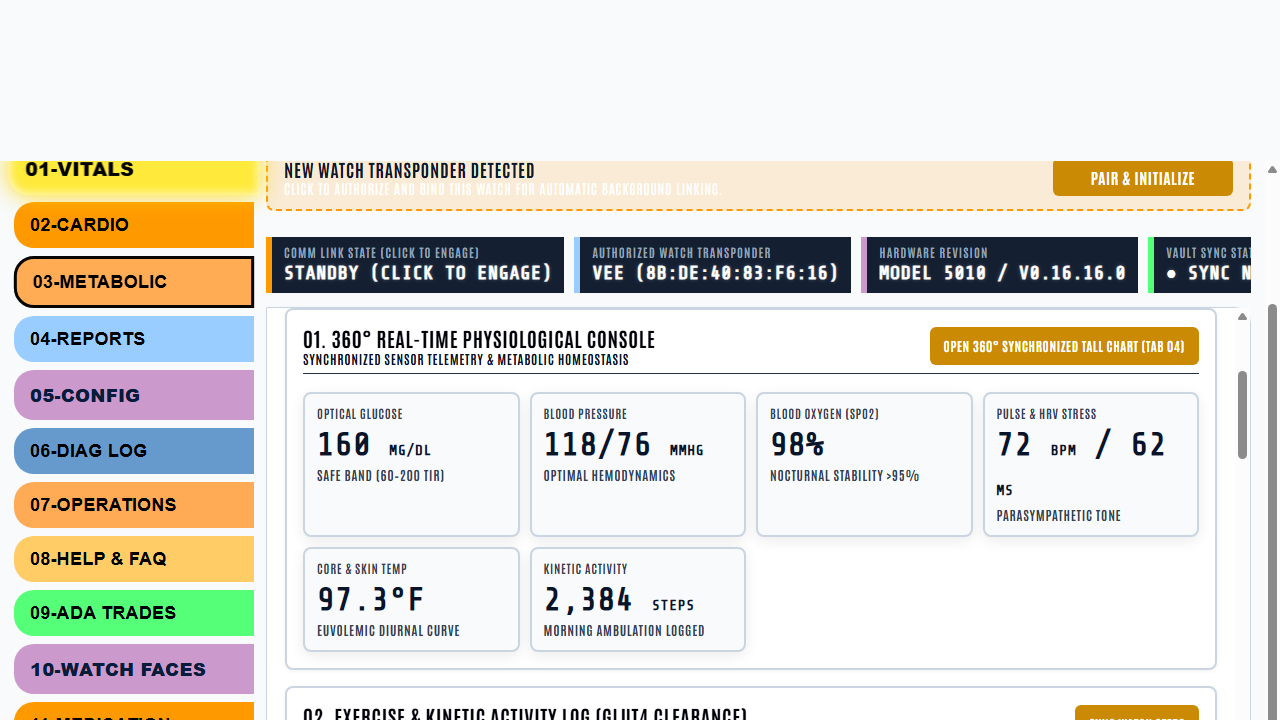 01-VITALS
02-CARDIO
03-METABOLIC
04-REPORTS
05-CONFIG
06-DIAG LOG
07-OPERATIONS
08-HELP & FAQ
09-ADA TRADES
10-WATCH FACES
11-MEDICATION
NEW WATCH TRANSPONDER DETECTED
CLICK TO AUTHORIZE AND BIND THIS WATCH FOR AUTOMATIC BACKGROUND LINKING.
PAIR & INITIALIZE
COMM LINK STATE (CLICK TO ENGAGE)
STANDBY (CLICK TO ENGAGE)
AUTHORIZED WATCH TRANSPONDER
VEE (8B:DE:40:83:F6:16)
HARDWARE REVISION
MODEL 5010 / V0.16.16.0
VAULT SYNC
● SYNC
01. 360° REAL-TIME PHYSIOLOGICAL CONSOLE
SYNCHRONIZED SENSOR TELEMETRY & METABOLIC HOMEOSTASIS
OPEN 360° SYNCHRONIZED TALL CHART (TAB 04)
OPTICAL GLUCOSE
160 MG/DL
SAFE BAND (60-200 TIR)
BLOOD PRESSURE
118/76 MMHG
OPTIMAL HEMODYNAMICS
BLOOD OXYGEN (SPO2)
98%
NOCTURNAL STABILITY >95%
PULSE & HRV STRESS
72 BPM / 62
MS
PARASYMPATHETIC TONE
CORE & SKIN TEMP
97.3°F
EUVOLEMIC DIURNAL CURVE
KINETIC ACTIVITY
2,384 STEPS
MORNING AMBULATION LOGGED
02. EXERCISE & KINETIC ACTIVITY LOG (GLUT4 CLEARANCE)